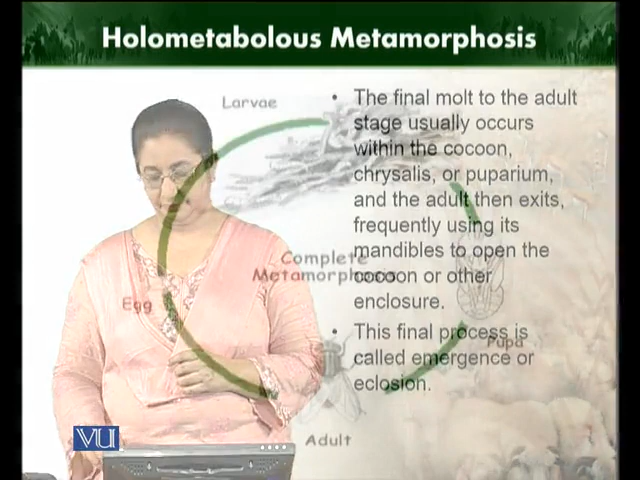 Holometabolous Metamorphosis
Larvae
• The final molt to the adult
stage usually occurs
within the cocoon,
chrysalis, or puparium,
and the adult then exits,
frequently using its
mandibles to open the
cocoon or other
enclosure.
• This final process is
called emergence or
eclosion.
Complete
Metamorphosis
Egg
Pupa
Adult
VU